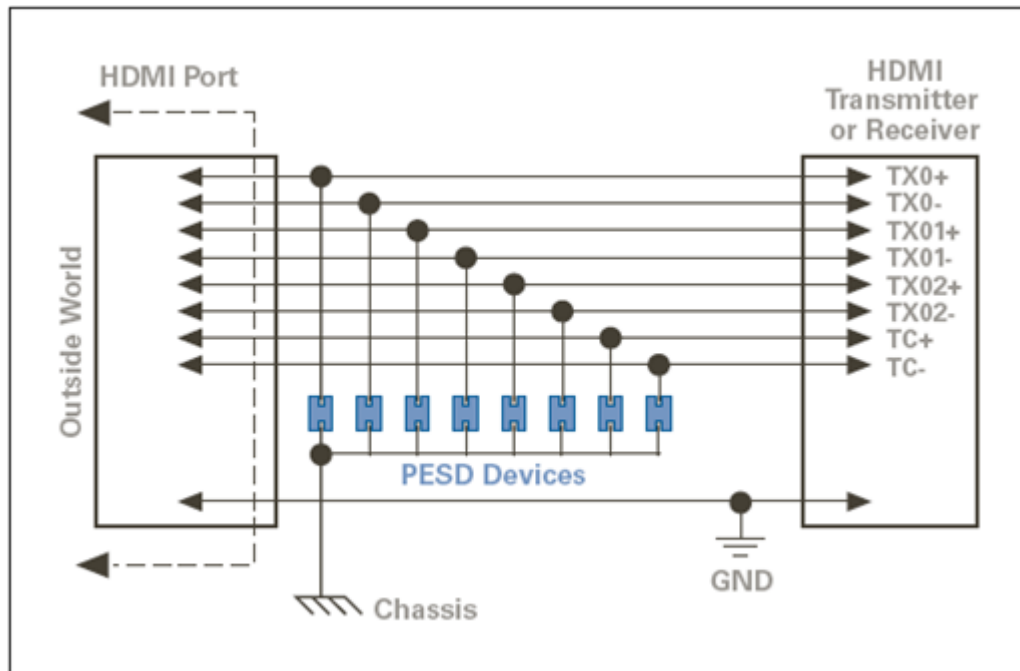 HDMI Port
HDMI
Transmitter
or Receiver
Outside World
TX0+
TX0-
TX01+
TX01-
TX02+
TX02-
TC+
TC-
PESD Devices
GND
Chassis